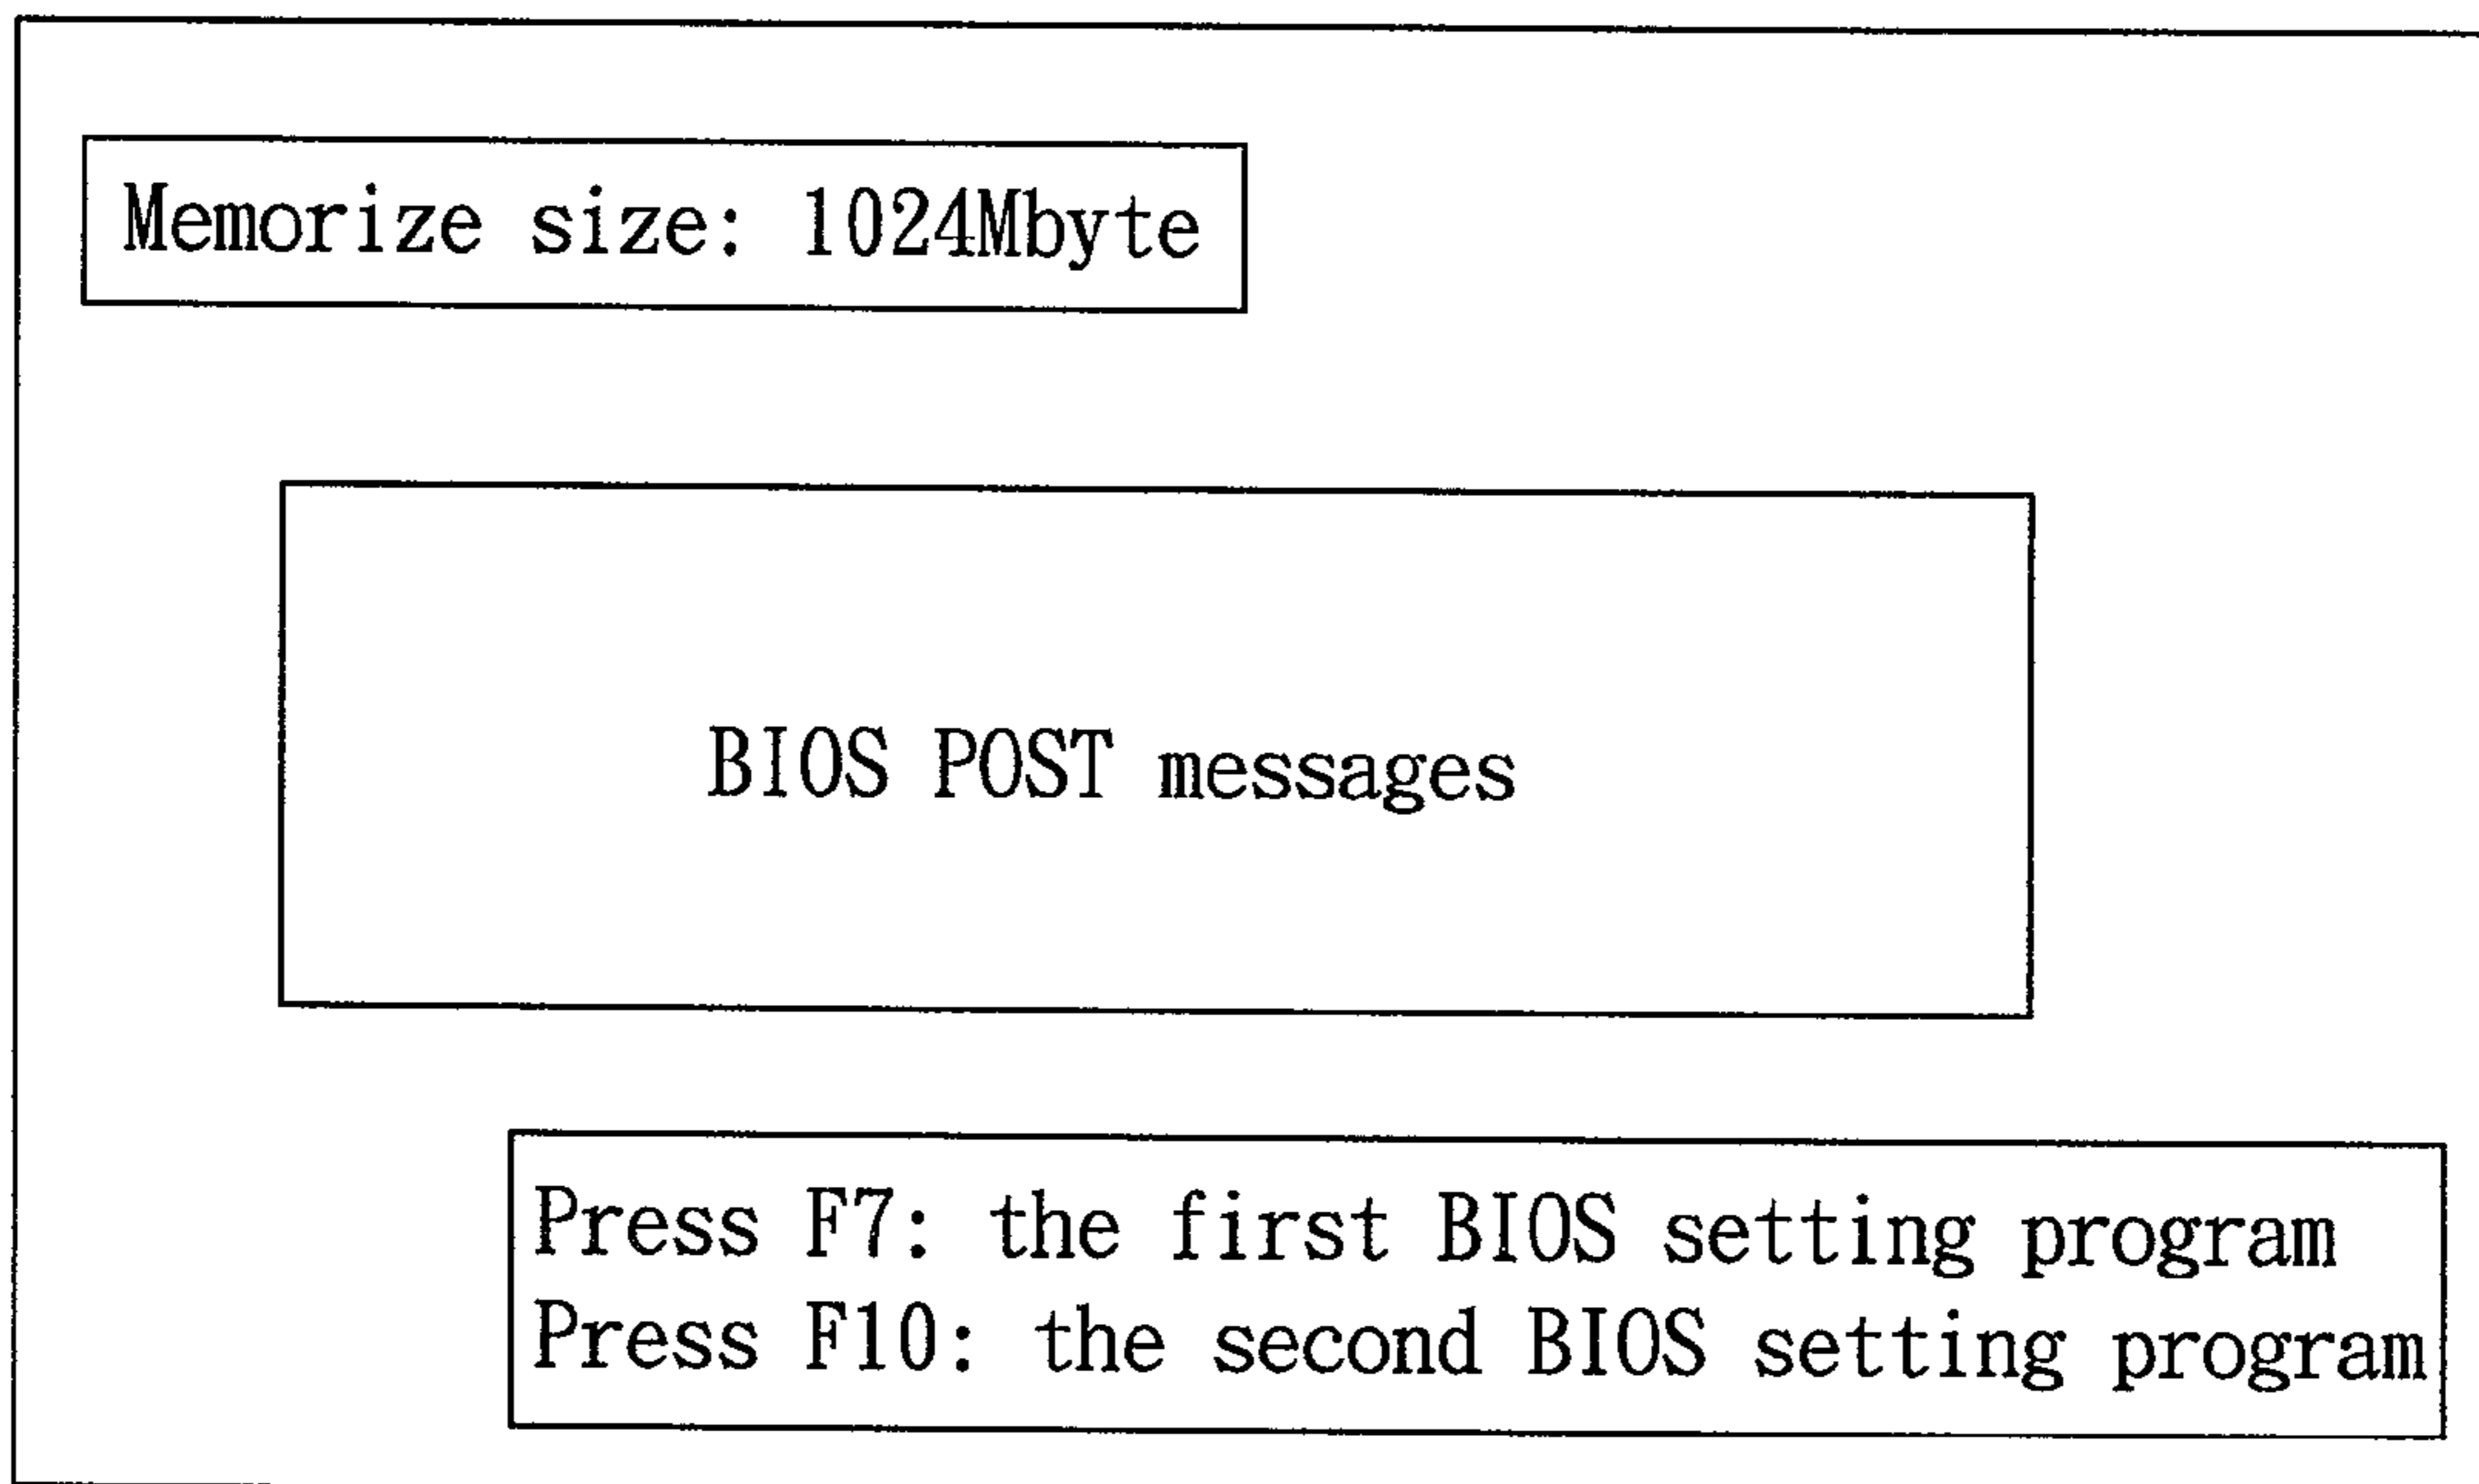 Memorize size: 1024Mbyte
BIOS POST messages
Press F7: the first BIOS setting program
Press F10: the second BIOS setting program